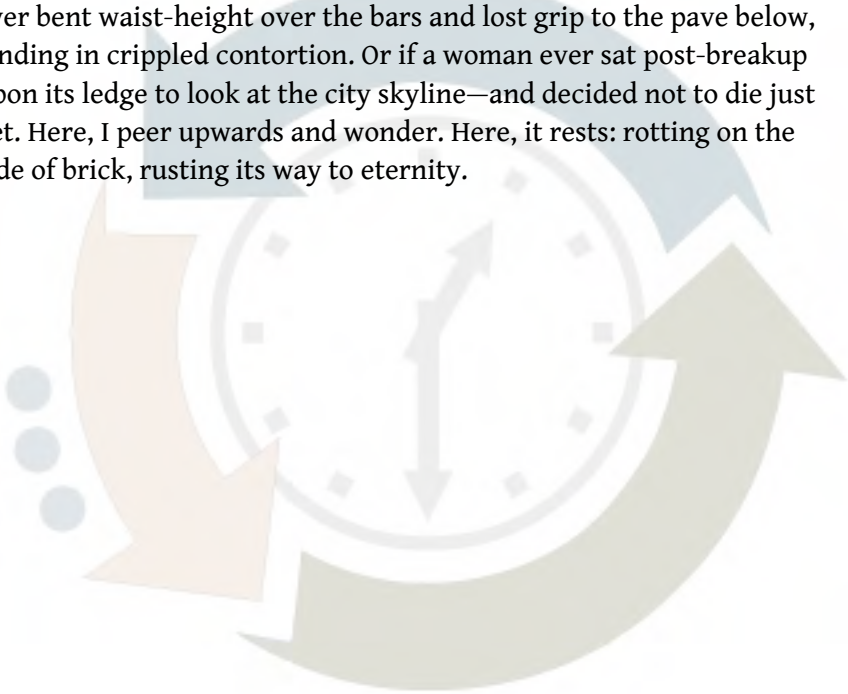 ver bent waist-height over the bars and lost grip to the pave below,
nding in crippled contortion. Or if a woman ever sat post-breakup
pon its ledge to look at the city skyline—and decided not to die just
et. Here, I peer upwards and wonder. Here, it rests: rotting on the
de of brick, rusting its way to eternity.